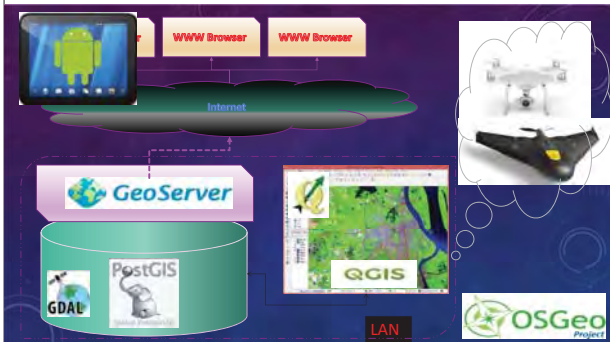 r
WWW Browser
WWW Browser
Internet
GeoServer
PostGIS
GDAL
QGIS
LAN
OSGeo
Project